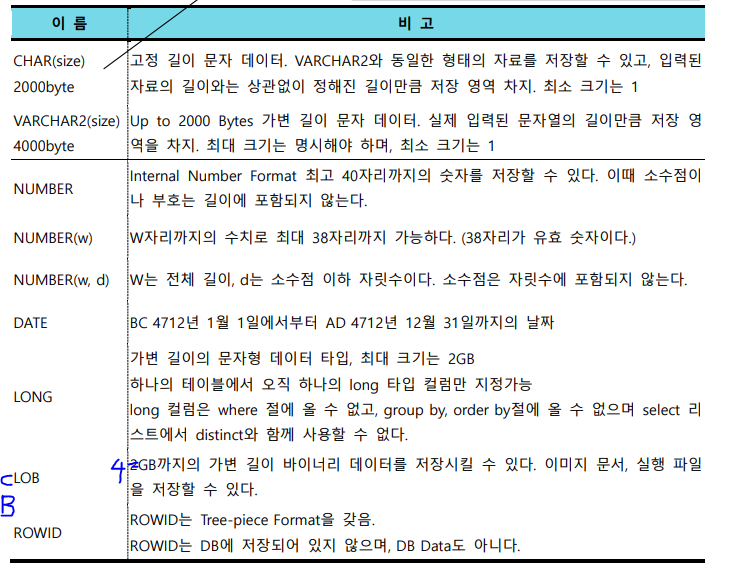 이 름 비 고
CHAR(size) 고정 길이 문자 데이터. VARCHAR2와 동일한 형태의 자료를 저장할 수 있고, 입력된
2000byte 자료의 길이와는 상관없이 정해진 길이만큼 저장 영역 차지. 최소 크기는 1
VARCHAR2(size) Up to 2000 Bytes 가변 길이 문자 데이터. 실제 입력된 문자열의 길이만큼 저장 영
4000byte 역을 차지. 최대 크기는 명시해야 하며, 최소 크기는 1
NUMBER
Internal Number Format 최고 40자리까지의 숫자를 저장할 수 있다. 이때 소수점이
나 부호는 길이에 포함되지 않는다.
NUMBER(w) W자리까지의 수치로 최대 38자리까지 가능하다. (38자리가 유효 숫자이다.)
NUMBER(w, d) W는 전체 길이, d는 소수점 이하 자릿수이다. 소수점은 자릿수에 포함되지 않는다.
DATE BC 4712년 1월 1일에서부터 AD 4712년 12월 31일까지의 날짜
LONG
가변 길이의 문자형 데이터 타입, 최대 크기는 2GB
하나의 테이블에서 오직 하나의 long 타입 컬럼만 지정가능
long 컬럼은 where 절에 올 수 없고, group by, order by절에 올 수 없으며 select 리
스트에서 distinct와 함께 사용할 수 없다.
C LOB
B
4 2GB까지의 가변 길이 바이너리 데이터를 저장시킬 수 있다. 이미지 문서, 실행 파일
을 저장할 수 있다.
ROWID
ROWID는 Tree-piece Format을 갖음.
ROWID는 DB에 저장되어 있지 않으며, DB Data도 아니다.